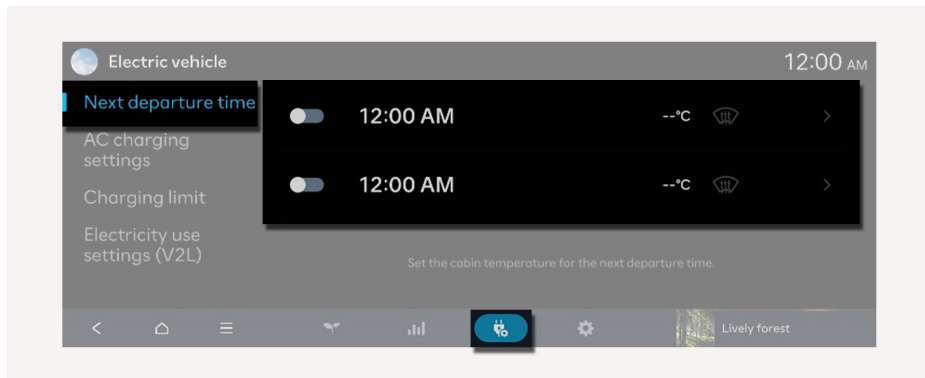 Electric vehicle
12:00 AM
Next departure time
AC charging
settings
Charging limit
Electricity use
settings (V2L)
12:00 AM
--°C
12:00 AM
--°C
Set the cabin temperature for the next departure time.
Lively forest